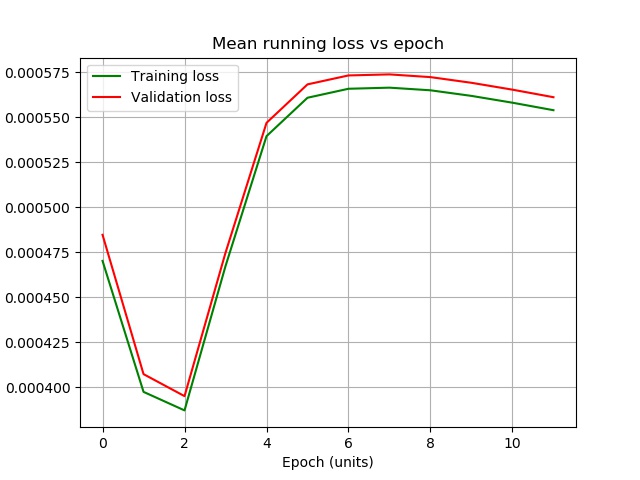 Mean running loss vs epoch
Training loss
Validation loss
0.000575
0.000550
0.000525
0.000500
0.000475
0.000450
0.000425
0.000400
0 2 4 6 8 10
Epoch (units)